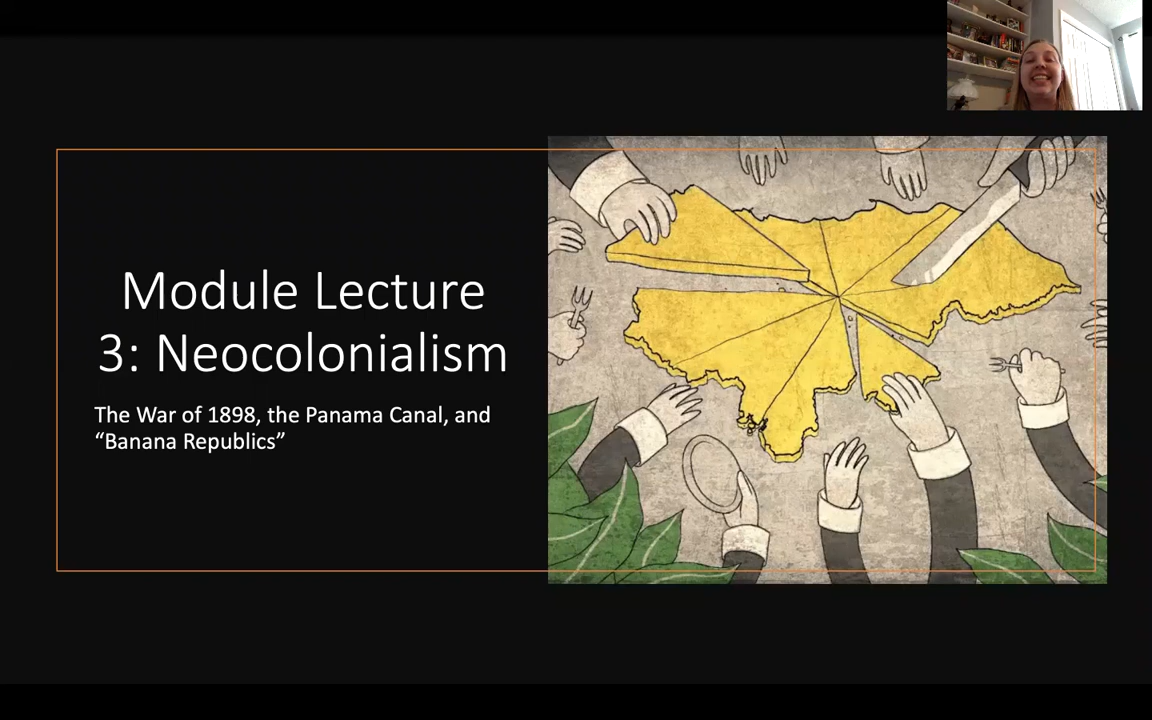 Module Lecture
3: Neocolonialism
The War of 1898, the Panama Canal, and
“Banana Republics”